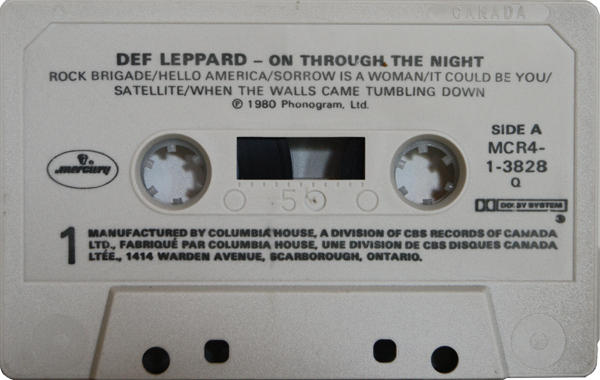 CANADA
DEF LEPPARD – ON THROUGH THE NIGHT
ROCK BRIGADE/HELLO AMERICA/SORROW IS A WOMAN/IT COULD BE YOU/
SATELLITE/WHEN THE WALLS CAME TUMBLING DOWN
℗ 1980 Phonogram, Ltd.
SIDE A
MCR4-
1-3828
Q
mercury
50
DOLBY SYSTEM
1
MANUFACTURED BY COLUMBIA HOUSE, A DIVISION OF CBS RECORDS OF CANADA
LTD., FABRIQUÉ PAR COLUMBIA HOUSE, UNE DIVISION DE CBS DISQUES CANADA
LTÉE., 1414 WARDEN AVENUE, SCARBOROUGH, ONTARIO.